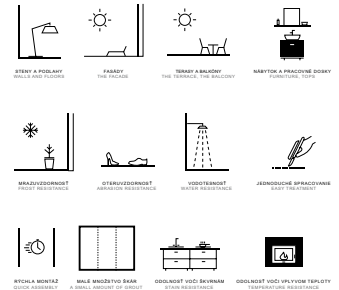 STENY A PODLAHY
WALLS AND FLOORS
FASÁDY
THE FACADE
TERASY A BALKÓNY
THE TERRACE, THE BALCONY
NÁBYTOK A PRACOVNÉ DOSKY
FURNITURE, TOPS
MRAZUVZDORNOSŤ
FROST RESISTANCE
OTERUVZDORNOSŤ
ABRASION RESISTANCE
VODOTESNOSŤ
WATER RESISTANCE
JEDNODUCHÉ SPRACOVANIE
EASY TREATMENT
RÝCHLA MONTÁŽ
QUICK ASSEMBLY
MALÉ MNOŽSTVO ŠKÁR
A SMALL AMOUNT OF GROUT
ODOLNOSŤ VOČI ŠKVRNÁM
STAIN RESISTANCE
ODOLNOSŤ VOČI VPLYVOM TEPLOTY
TEMPERATURE RESISTANCE